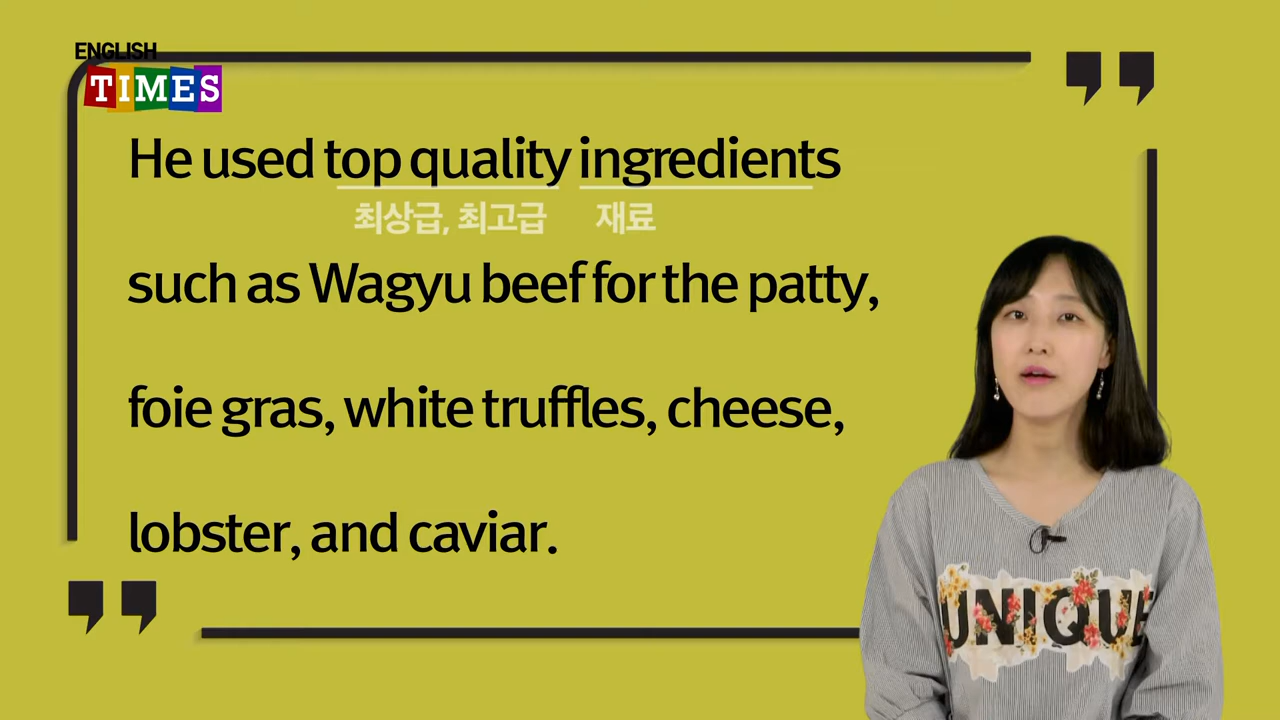 ENGLISH
TIMES
He used top quality ingredients
최상급, 최고급 재료
such as Wagyu beef for the patty,
foie gras, white truffles, cheese,
lobster, and caviar.
UNIQUE